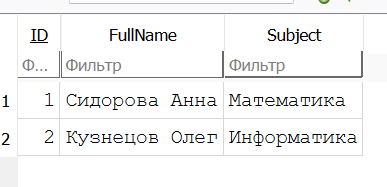 ID FullName Subject
Ф... Фильтр Фильтр
1 1 Сидорова Анна Математика
2 2 Кузнецов Олег Информатика